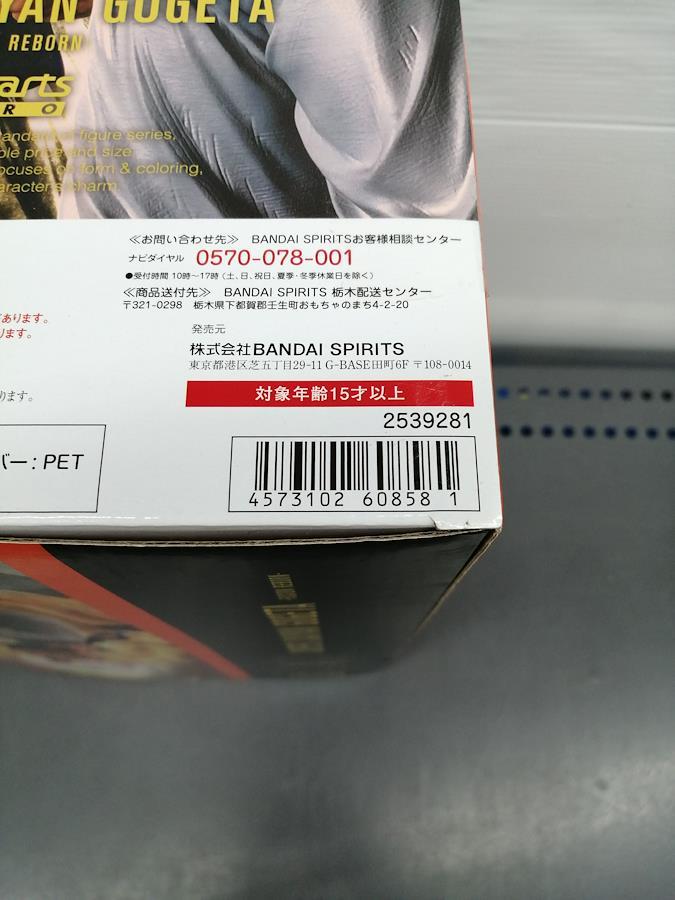 YAN GOGETA
REBORN
arts
RO
andard of figure series,
ble price and size,
ocuses on form & coloring,
aracter's charm.
≪お問い合わせ先≫ BANDAI SPIRITSお客様相談センター
ナビダイヤル 0570-078-001
●受付時間 10時～17時(土、日、祝日、夏季・冬季休業日を除く)
≪商品送付先≫ BANDAI SPIRITS 栃木配送センター
〒321-0298 栃木県下都賀郡壬生町おもちゃのまち4-2-20
があります。
ります。
発売元
株式会社BANDAI SPIRITS
東京都港区芝五丁目29-11 G-BASE田町6F 〒108-0014
対象年齢15才以上
ります。
2539281
バー：PET
4573102 60858 1